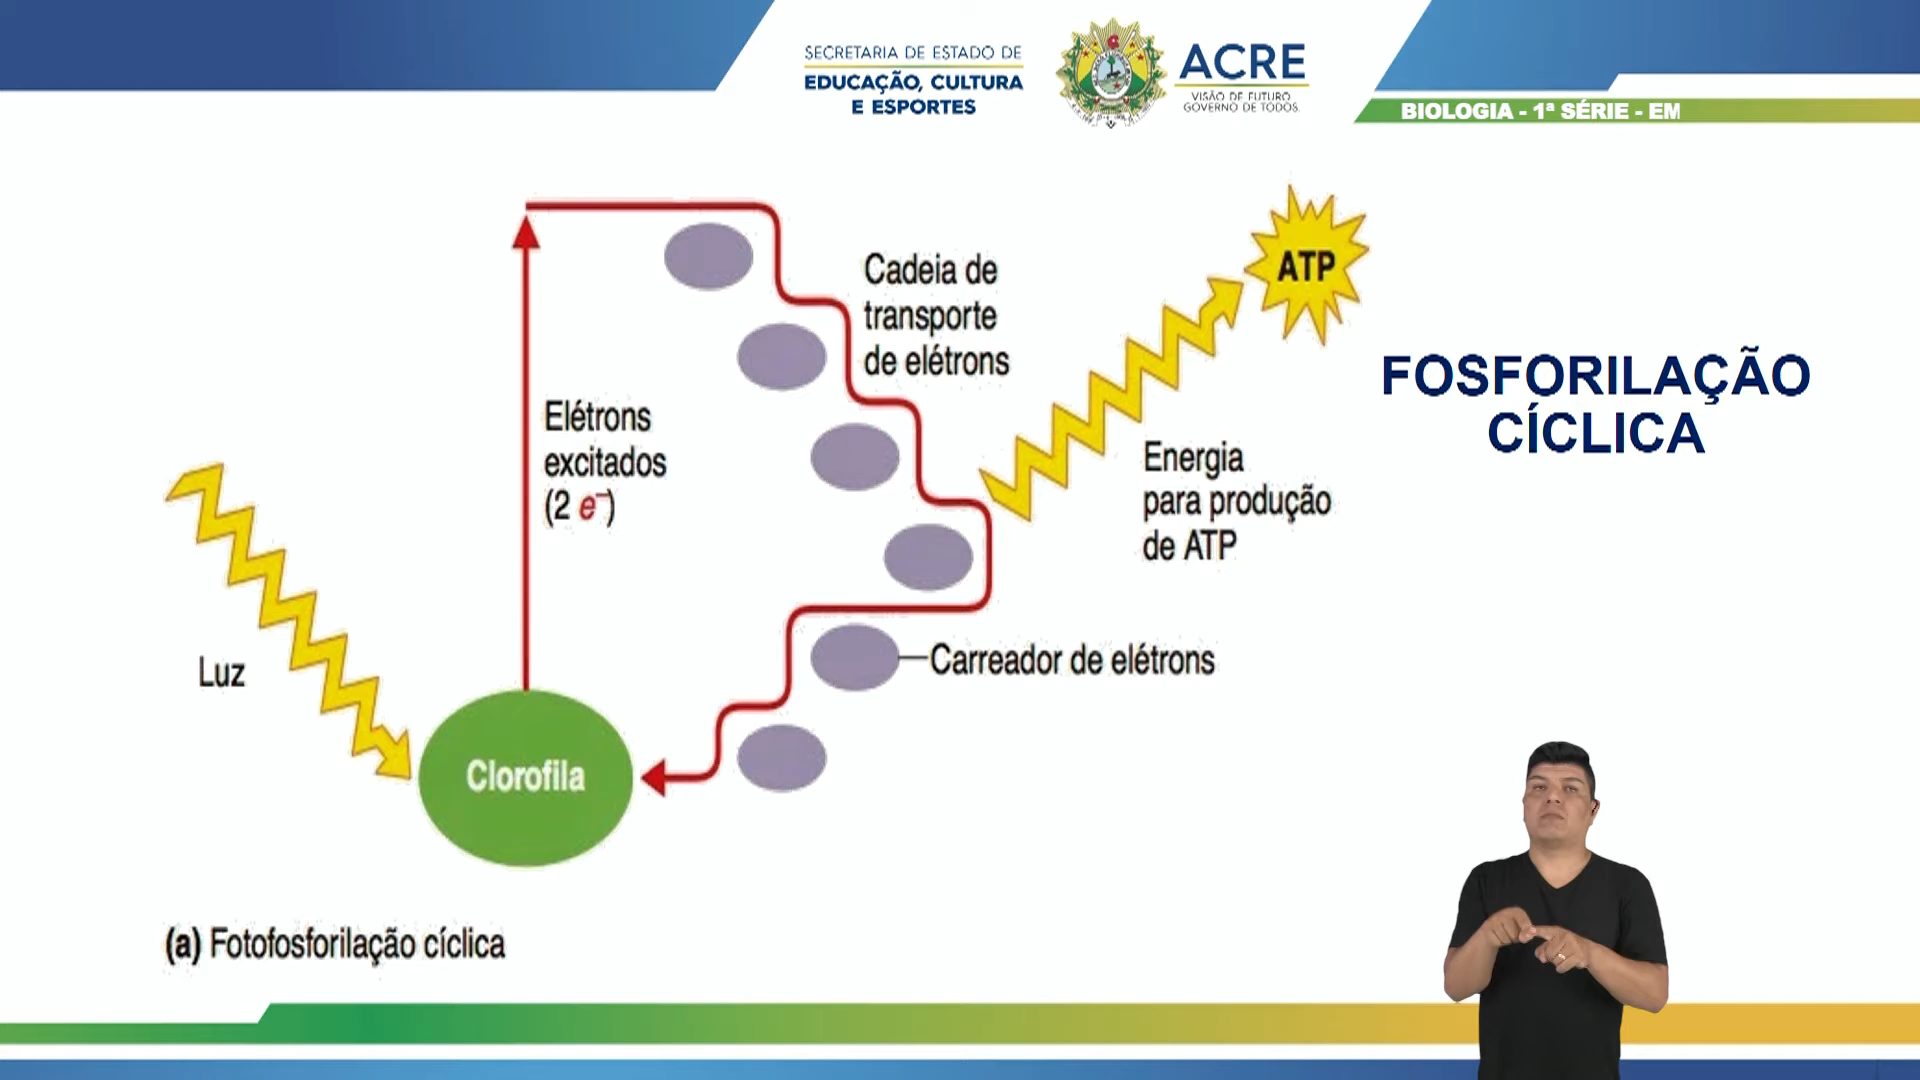 SECRETARIA DE ESTADO DE
EDUCAÇÃO, CULTURA
E ESPORTES
ACRE
VISÃO DE FUTURO
GOVERNO DE TODOS.
BIOLOGIA - 1ª SÉRIE - EM
ATP
Cadeia de
transporte
de elétrons
FOSFORILAÇÃO
CÍCLICA
Elétrons
excitados
(2 e⁻)
Energia
para produção
de ATP
Luz
Carreador de elétrons
Clorofila
(a) Fotofosforilação cíclica